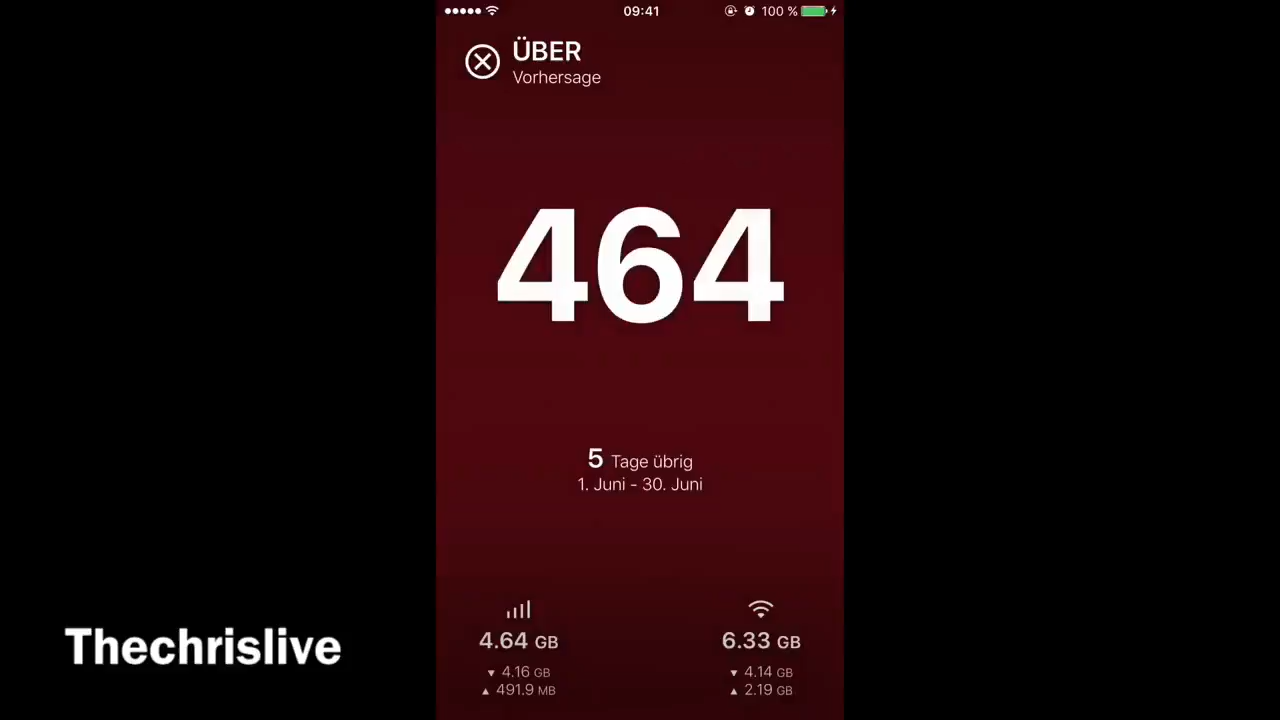 09:41
100 %
ÜBER
Vorhersage
464
5 Tage übrig
1. Juni - 30. Juni
4.64 GB
6.33 GB
▼ 4.16 GB
▼ 4.14 GB
▲ 491.9 MB
▲ 2.19 GB
Thechrislive